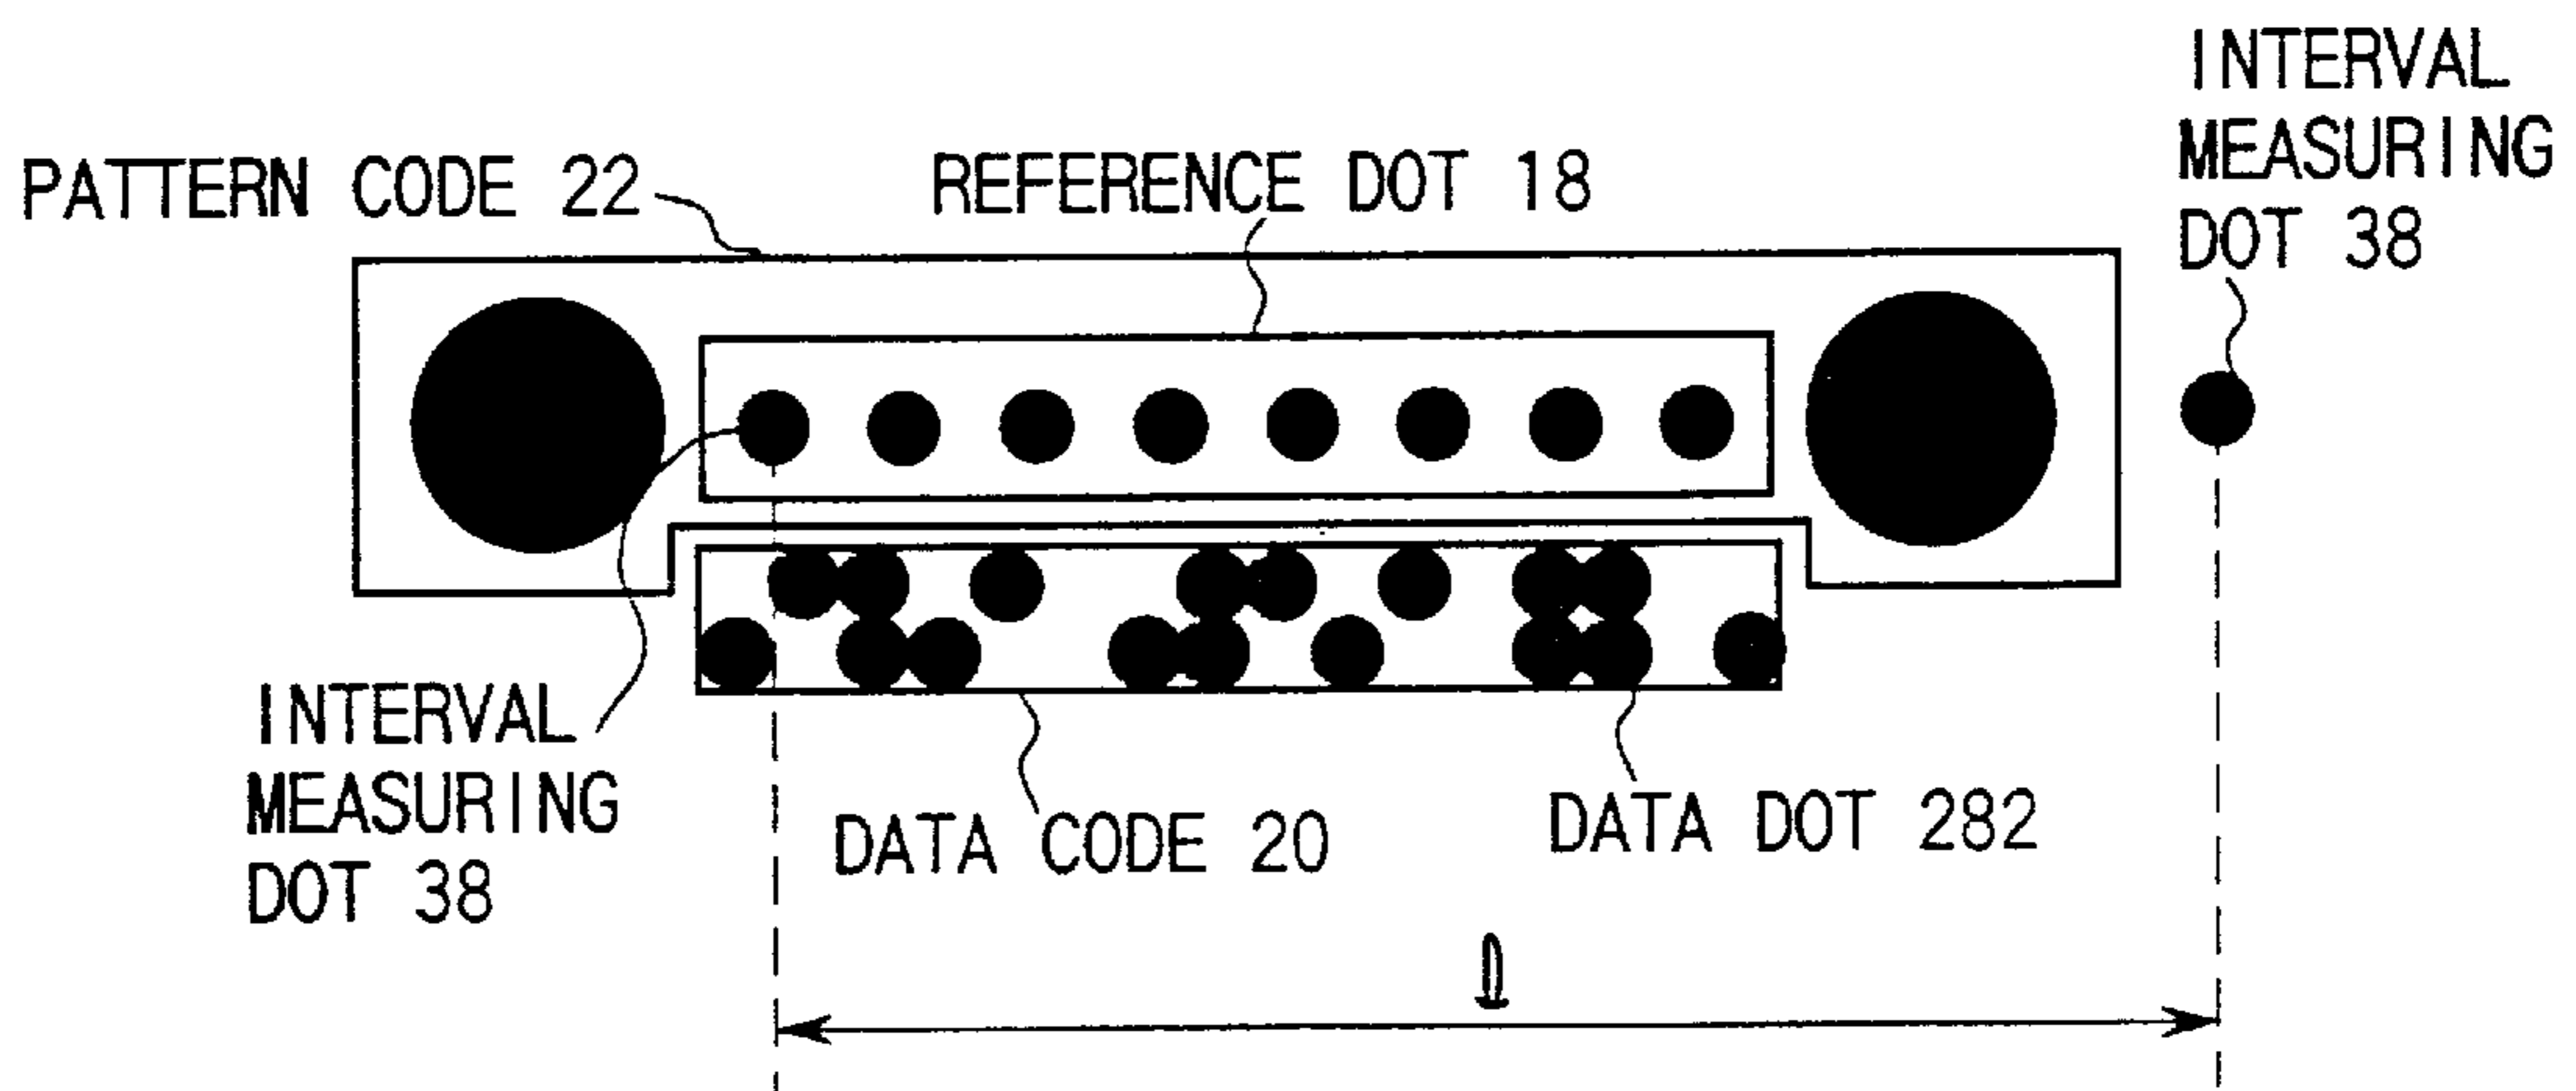 PATTERN CODE 22
REFERENCE DOT 18
INTERVAL
MEASURING
DOT 38
INTERVAL
MEASURING
DOT 38
DATA CODE 20
DATA DOT 282
l